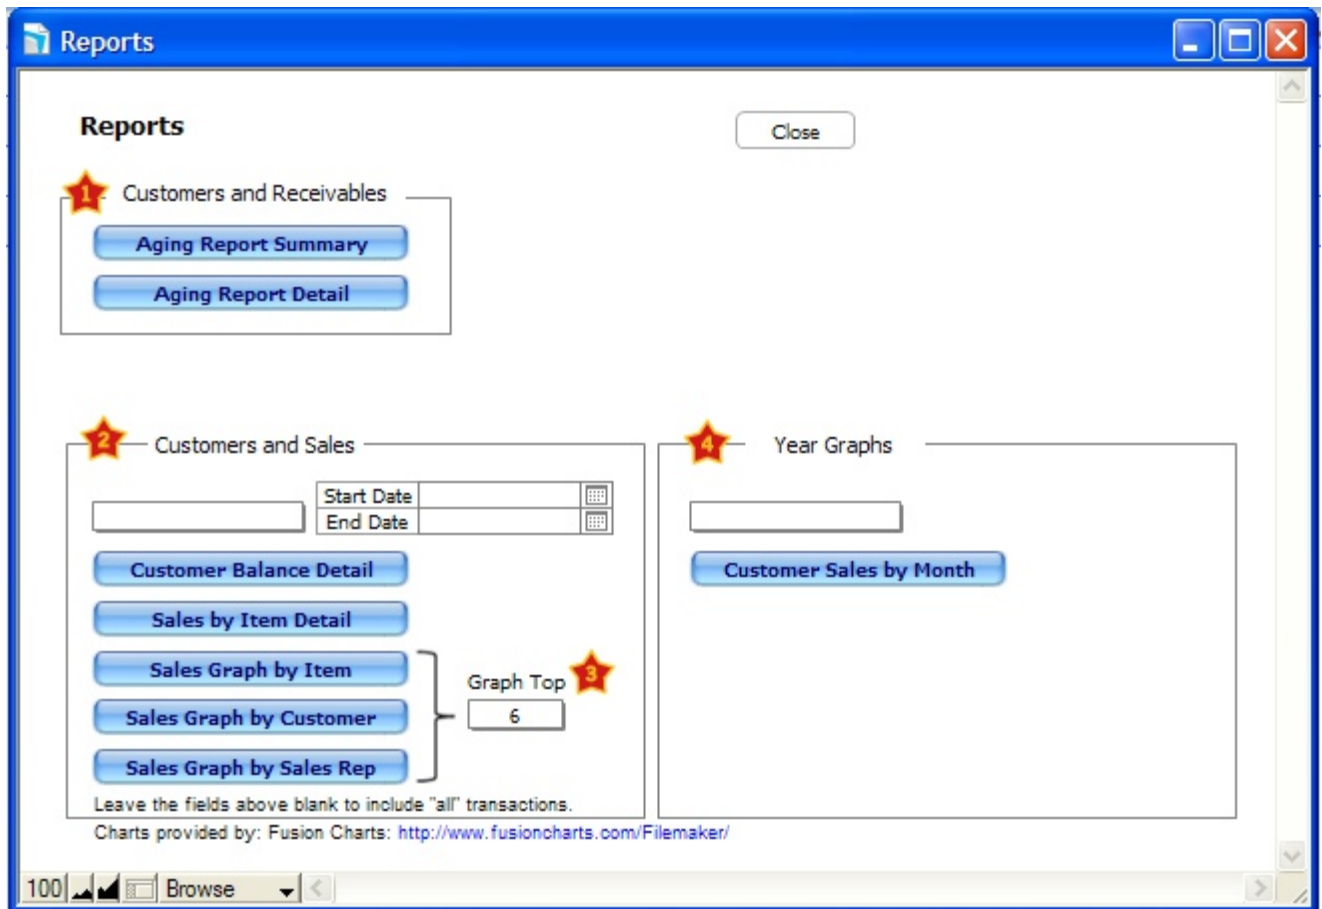 Reports
Reports
Close
1
Customers and Receivables
Aging Report Summary
Aging Report Detail
2
Customers and Sales
Start Date
End Date
Customer Balance Detail
Sales by Item Detail
Sales Graph by Item
Sales Graph by Customer
Sales Graph by Sales Rep
Graph Top
3
6
Leave the fields above blank to include "all" transactions.
Charts provided by: Fusion Charts: http://www.fusioncharts.com/Filemaker/
4
Year Graphs
Customer Sales by Month
100
Browse